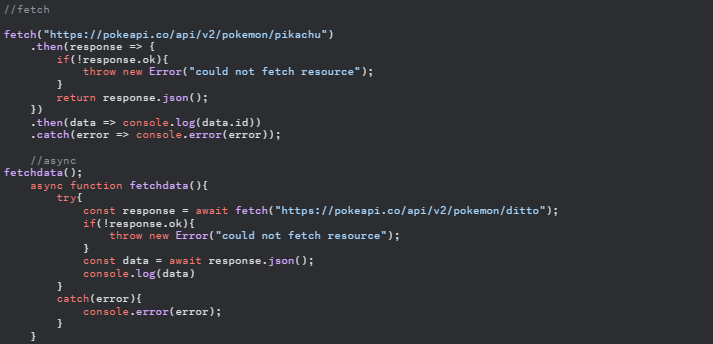 //fetch
fetch("https://pokeapi.co/api/v2/pokemon/pikachu")
.then(response => {
if(!response.ok){
throw new Error("could not fetch resource");
}
return response.json();
})
.then(data => console.log(data.id))
.catch(error => console.error(error));
//async
fetchdata();
async function fetchdata(){
try{
const response = await fetch("https://pokeapi.co/api/v2/pokemon/ditto");
if(!response.ok){
throw new Error("could not fetch resource");
}
const data = await response.json();
console.log(data)
}
catch(error){
console.error(error);
}
}